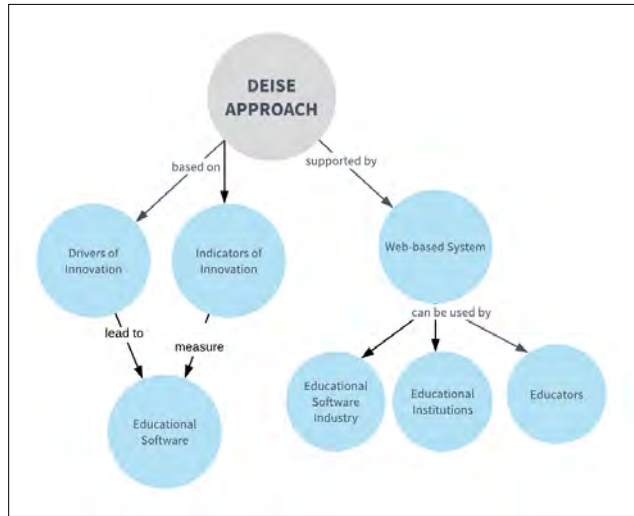 DEISE
APPROACH
based on
supported by
Drivers of
Innovation
Indicators of
Innovation
Web-based System
lead to
measure
can be used by
Educational
Software
Educational
Software
Industry
Educational
Institutions
Educators